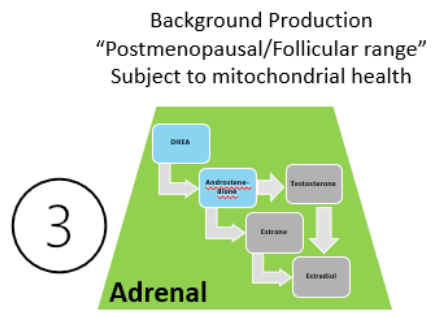 Background Production
“Postmenopausal/Follicular range”
Subject to mitochondrial health
DHEA
Androstene-
dione
Testosterone
Estrone
Estradiol
3
Adrenal